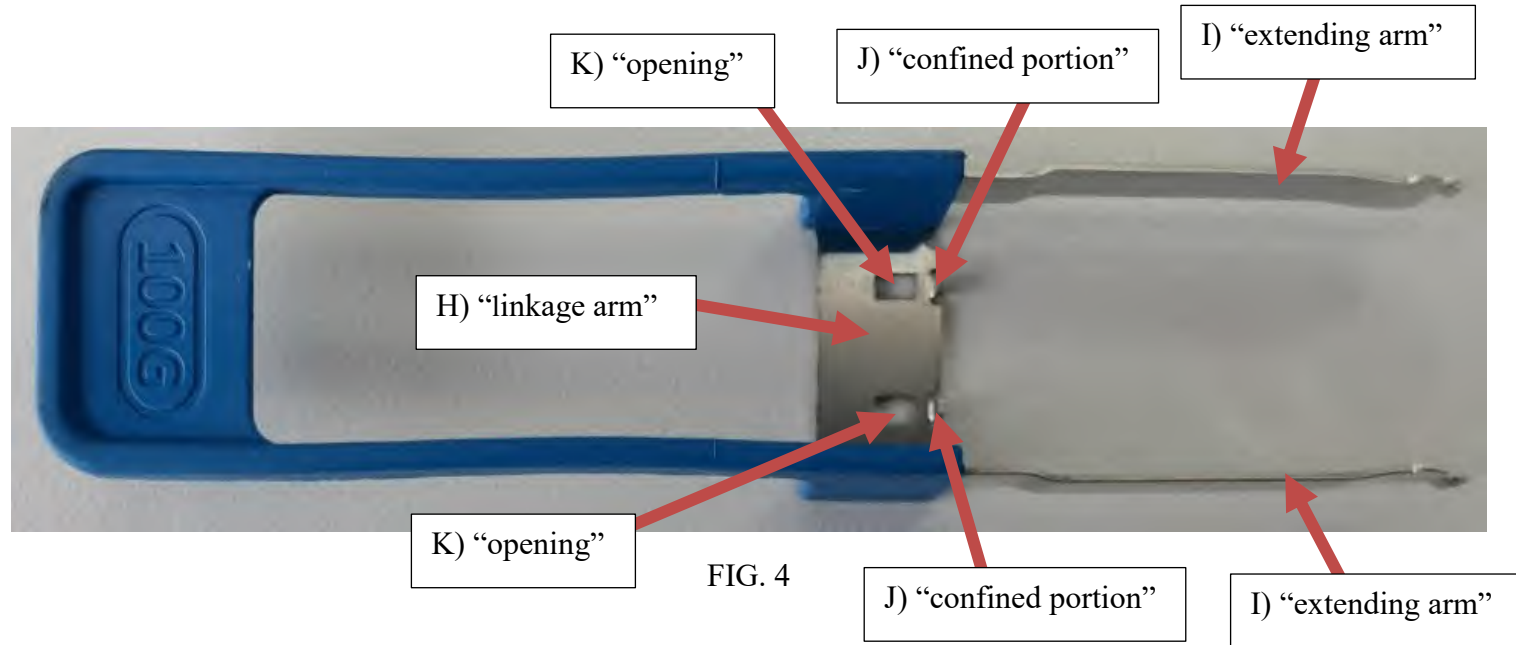 I) “extending arm”
K) “opening”
J) “confined portion”
100G
H) “linkage arm”
K) “opening”
FIG. 4
J) “confined portion”
I) “extending arm”